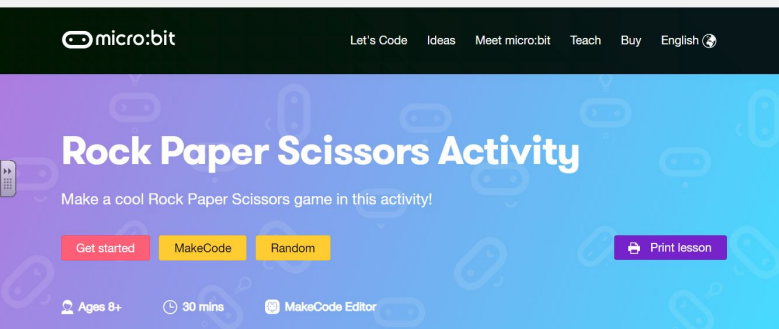 micro:bit Let's Code Ideas Meet micro:bit Teach Buy English
Rock Paper Scissors Activity
Make a cool Rock Paper Scissors game in this activity!
Get started MakeCode Random Print lesson
Ages 8+ 30 mins MakeCode Editor